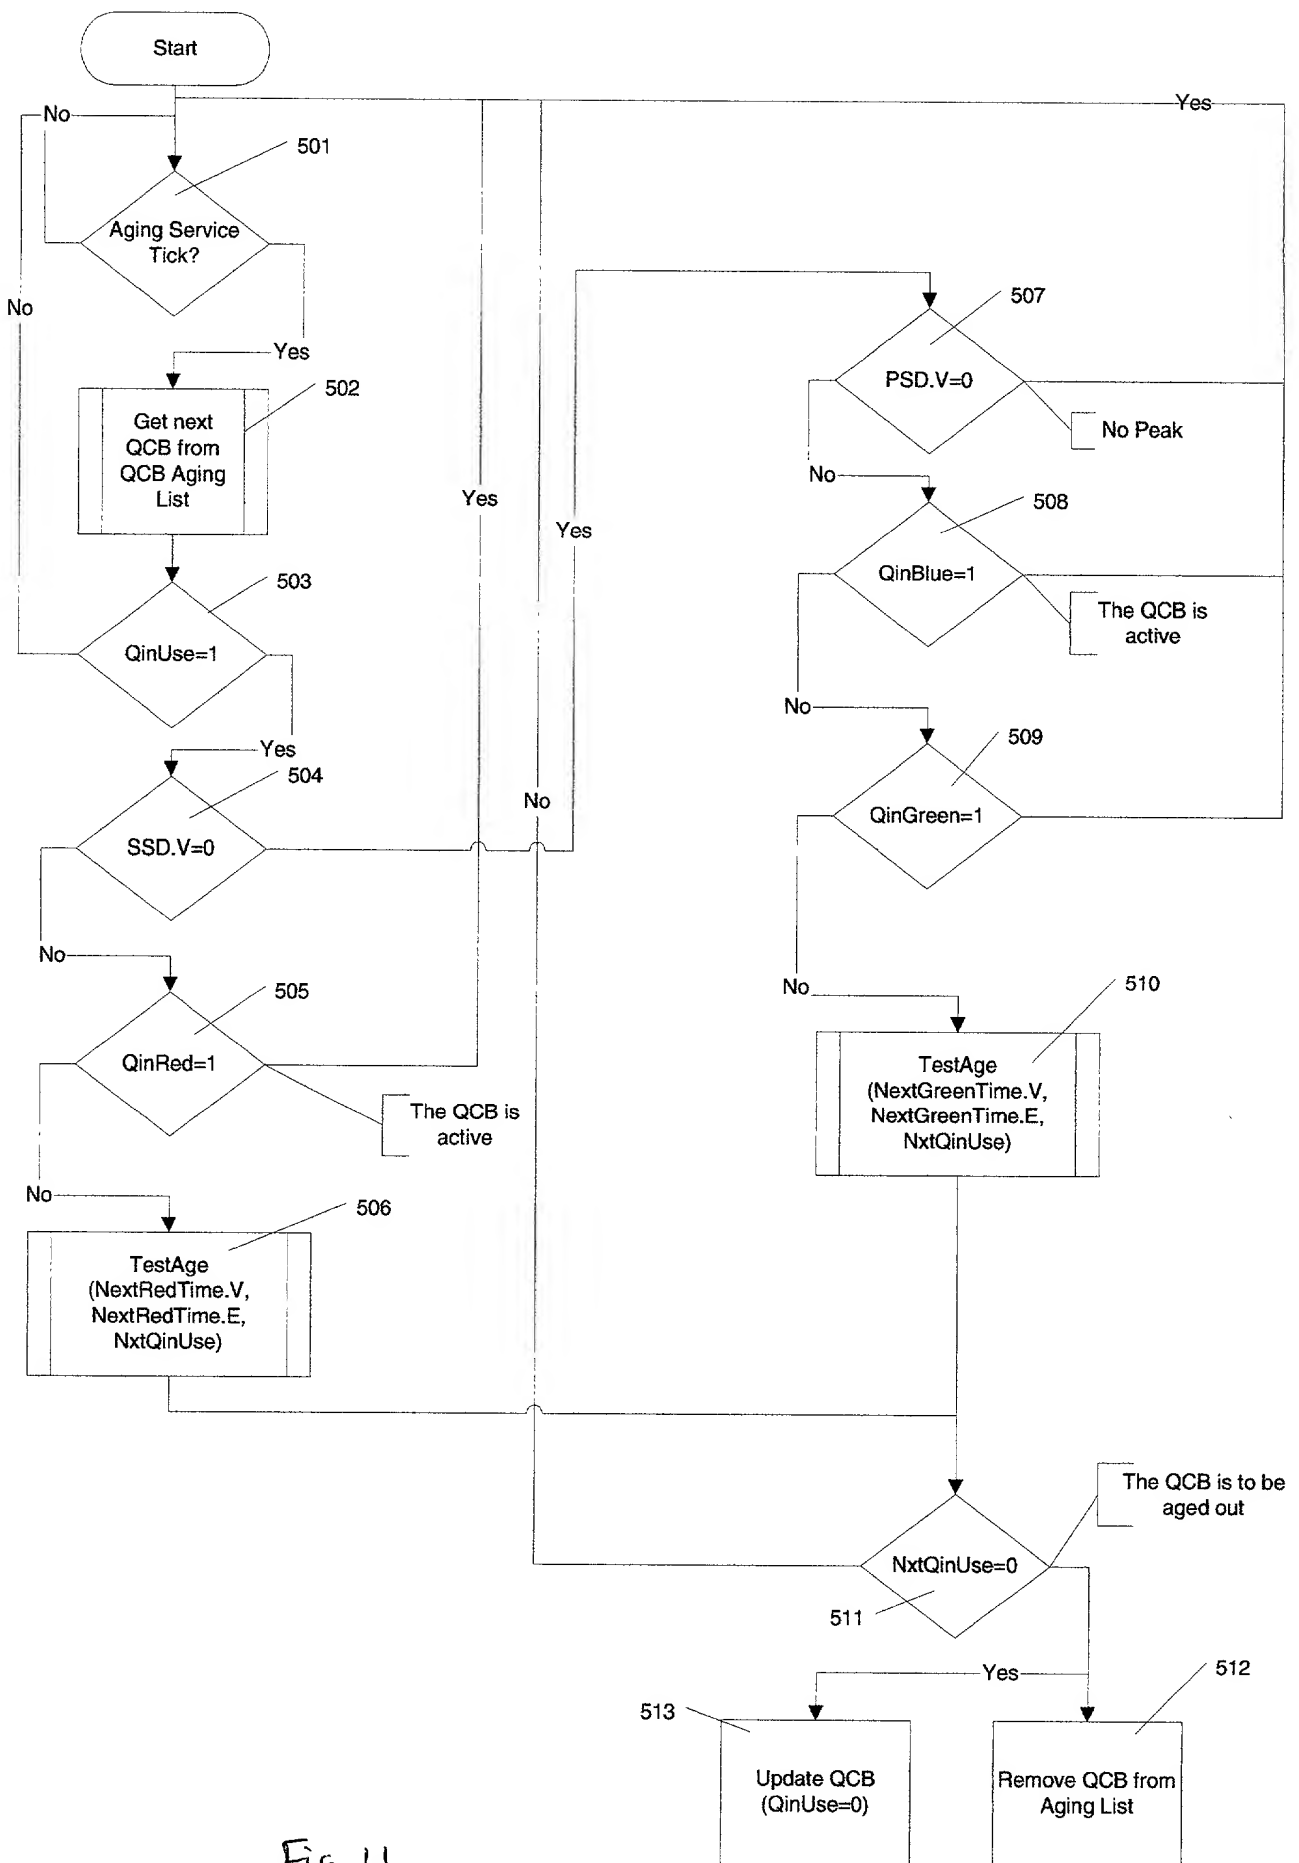 Start
No
Yes
501
Aging Service
Tick?
No
Yes
502
Get next
QCB from
QCB Aging
List
503
QinUse=1
Yes
504
SSD.V=0
No
505
QinRed=1
The QCB is
active
No
506
TestAge
(NextRedTime.V,
NextRedTime.E,
NxtQinUse)
Yes
No
Yes
507
PSD.V=0
No Peak
No
508
QinBlue=1
The QCB is
active
No
509
QinGreen=1
No
510
TestAge
(NextGreenTime.V,
NextGreenTime.E,
NxtQinUse)
The QCB is to be
aged out
NxtQinUse=0
511
Yes
512
513
Update QCB
(QinUse=0)
Remove QCB from
Aging List
Fig. 11